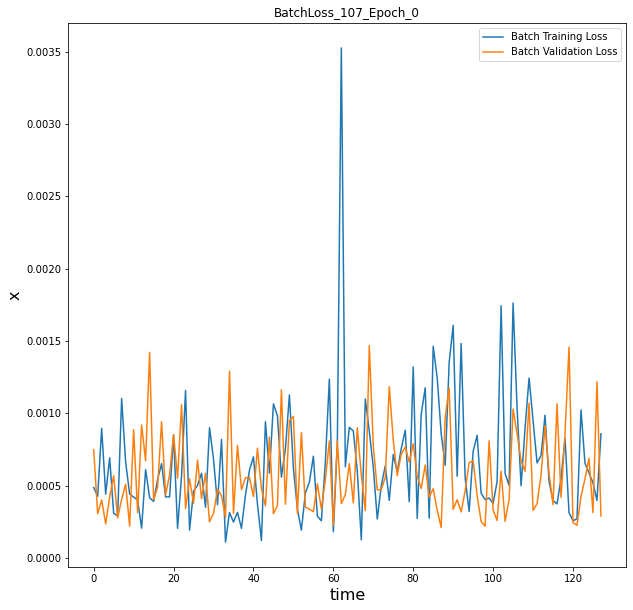 BatchLoss_107_Epoch_0
Batch Training Loss
Batch Validation Loss
0.0035
0.0030
0.0025
0.0020
0.0015
0.0010
0.0005
0.0000
x
0 20 40 60 80 100 120
time